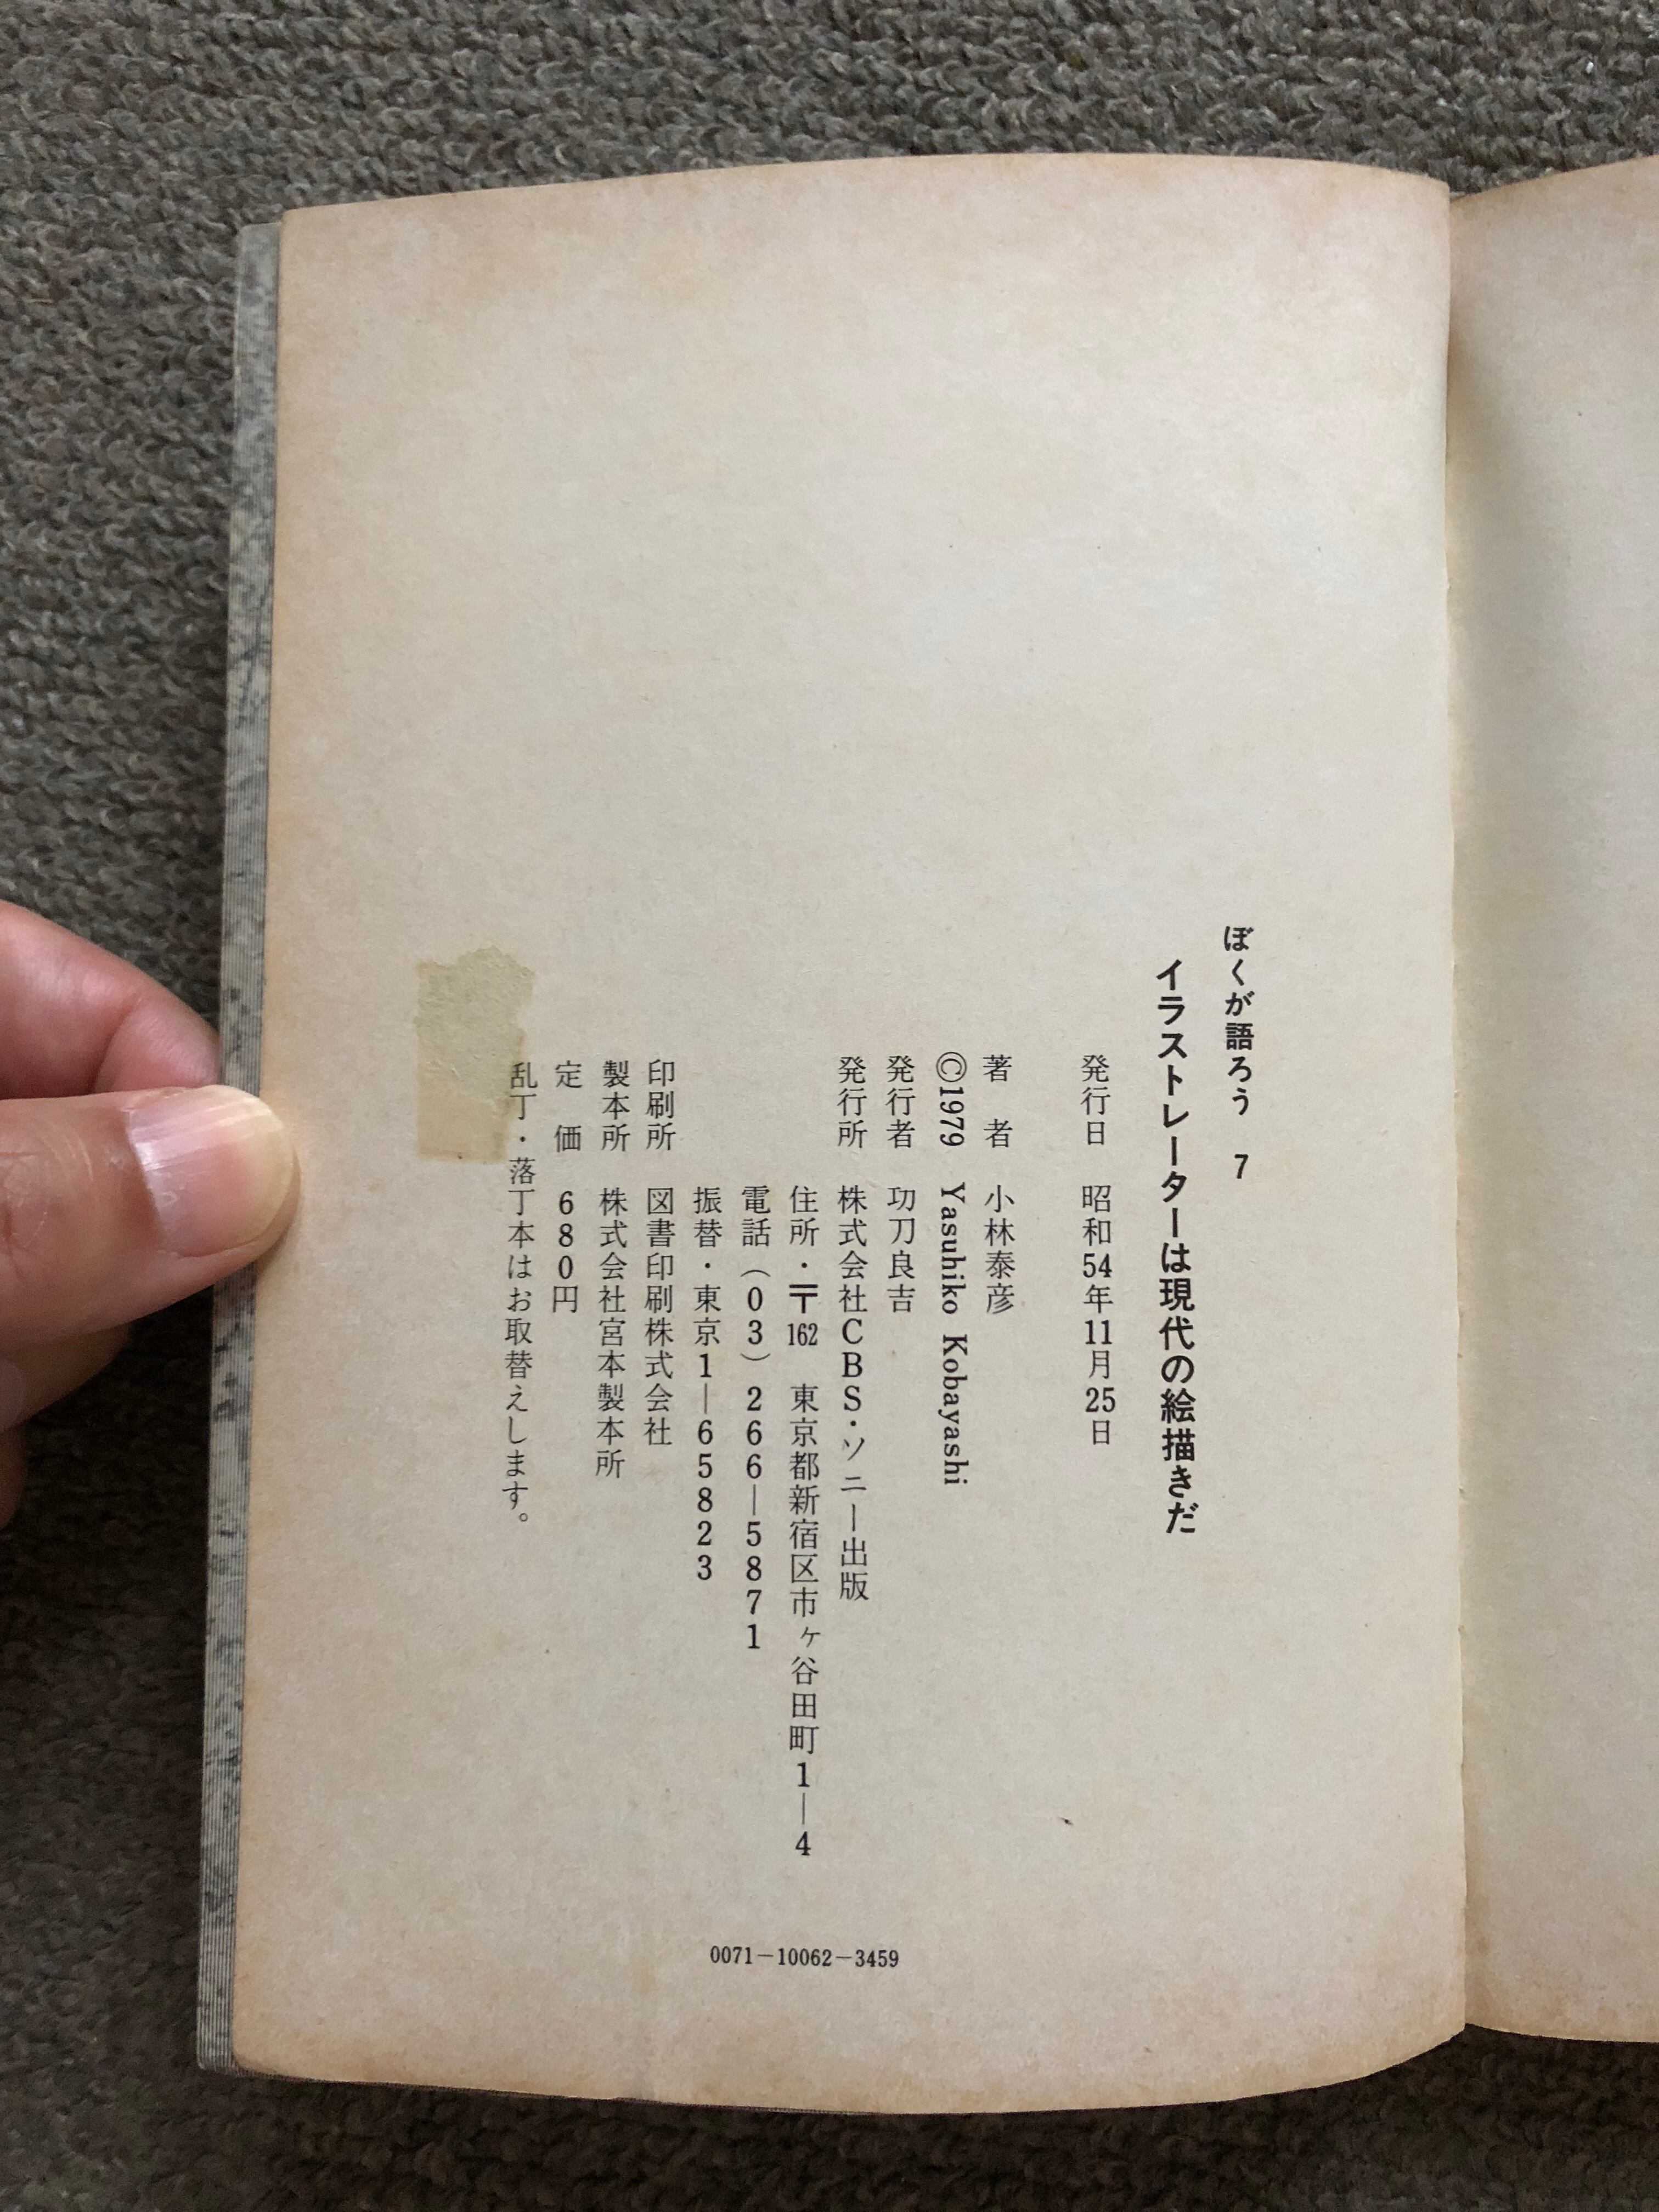 ぼくが語ろう 7
イラストレーターは現代の絵描きだ
発行日 昭和54年11月25日
著 者 小林泰彦
©1979 Yasuhiko Kobayashi
発行者 功刀良吉
発行所 株式会社CBS・ソニー出版
住所・〒162 東京都新宿区市ヶ谷田町1―4
電話(03)266―5871
振替・東京1―65823
印刷所 図書印刷株式会社
製本所 株式会社宮本製本所
定 価 680円
乱丁・落丁本はお取替えします。
0071-10062-3459